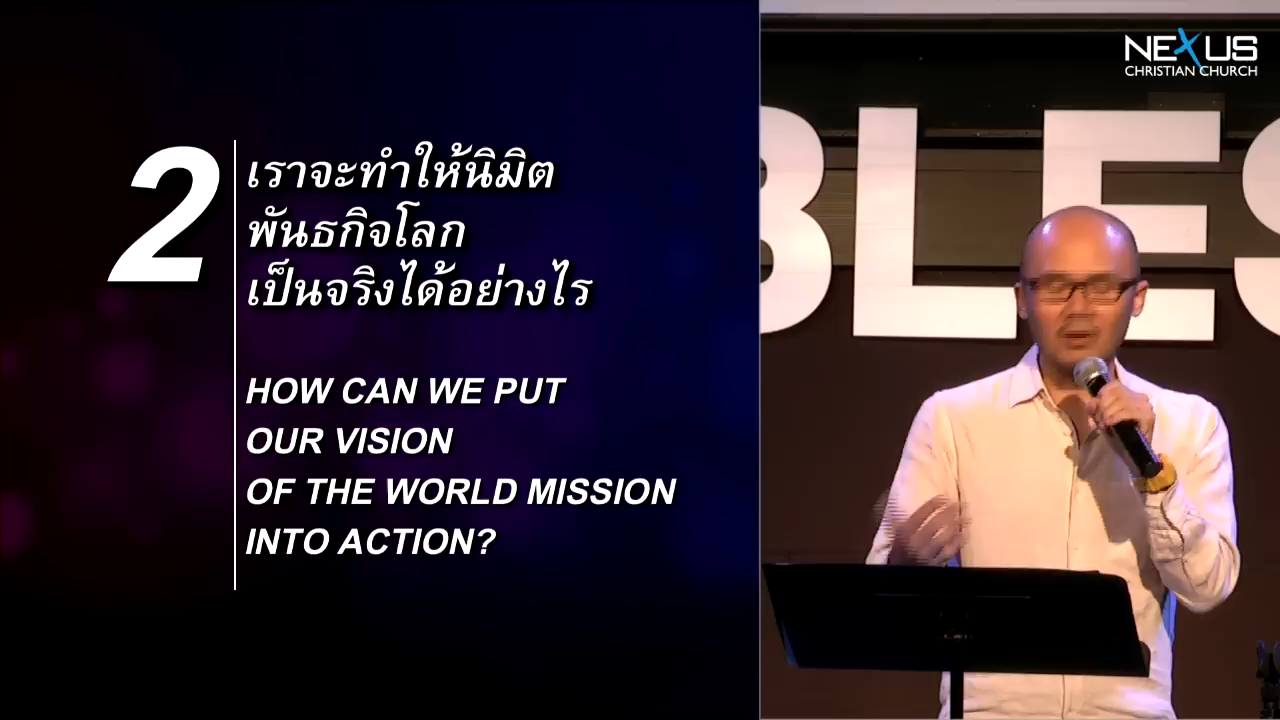 2
เราจะทำให้นิมิต
พันธกิจโลก
เป็นจริงได้อย่างไร
HOW CAN WE PUT
OUR VISION
OF THE WORLD MISSION
INTO ACTION?
NEXUS
CHRISTIAN CHURCH
BLES